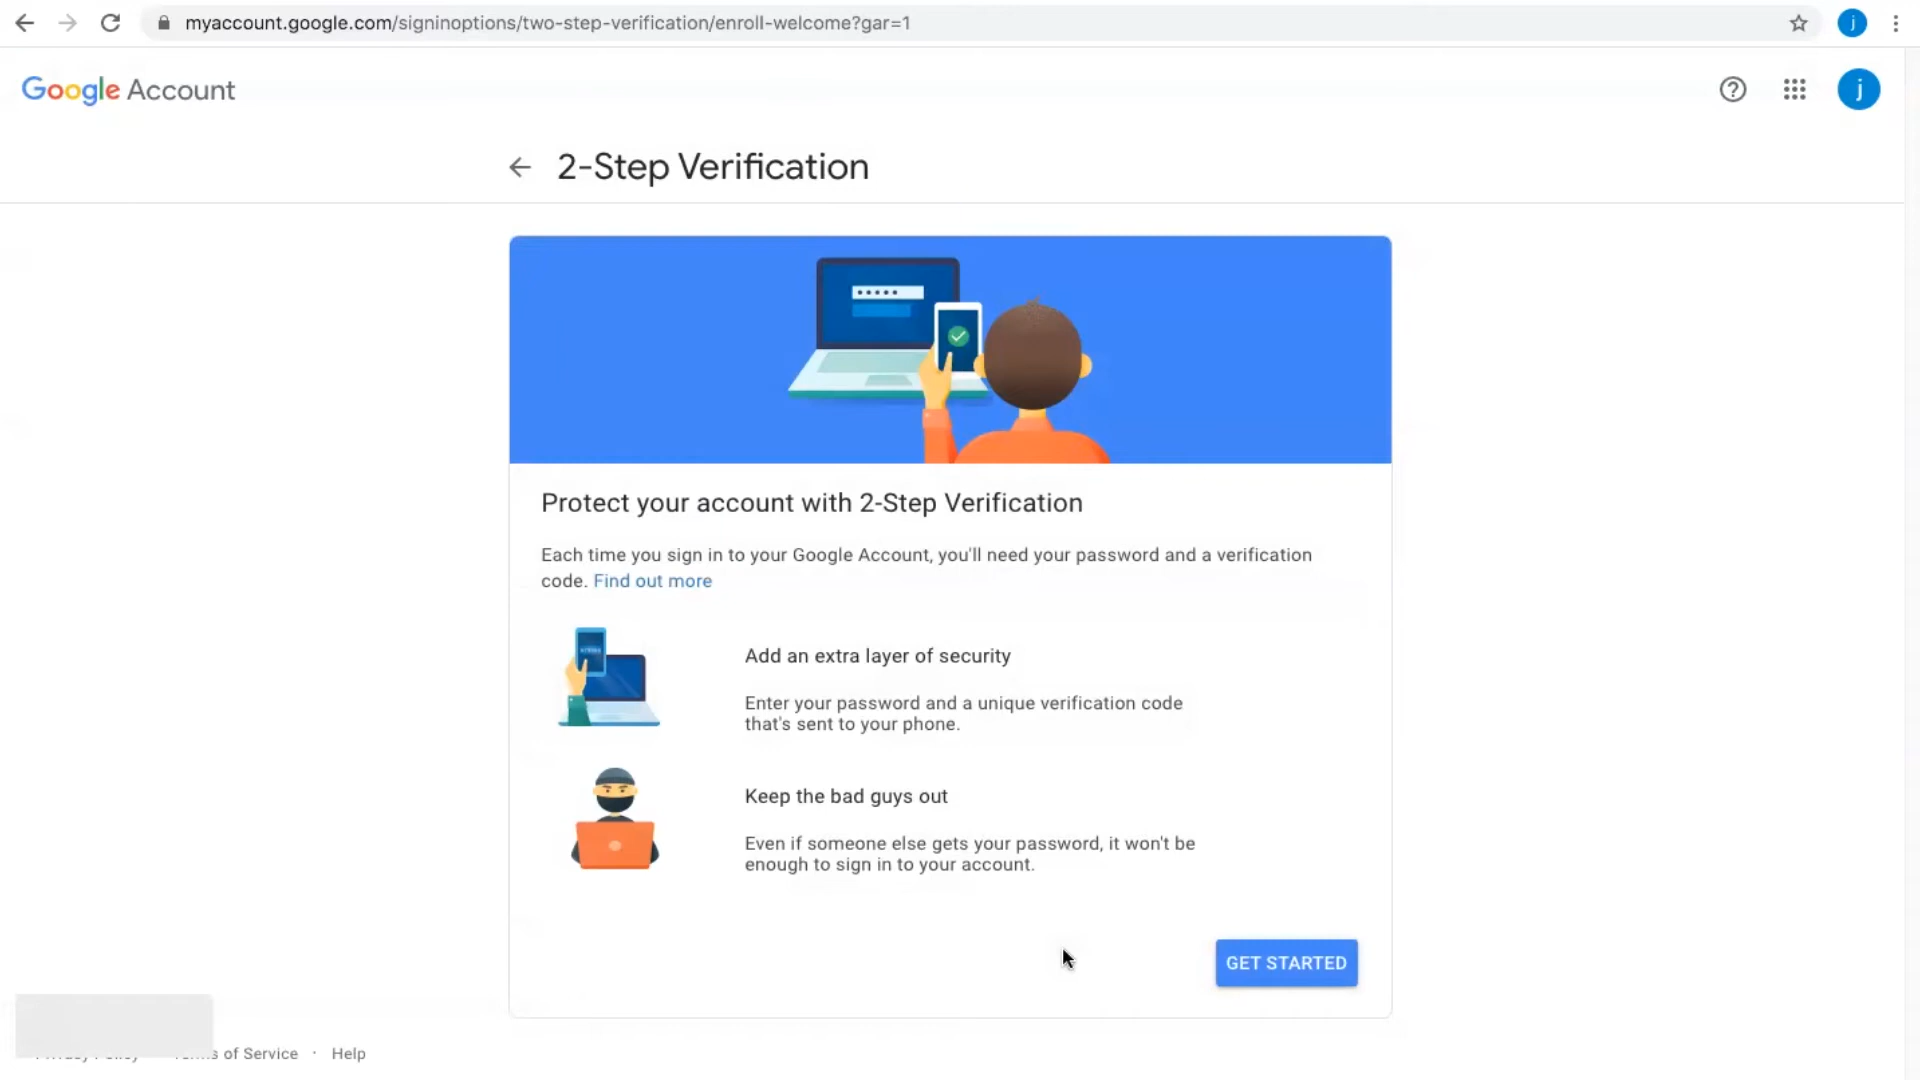 myaccount.google.com/signinoptions/two-step-verification/enroll-welcome?gar=1
j
Google Account
j
2-Step Verification
Protect your account with 2-Step Verification
Each time you sign in to your Google Account, you'll need your password and a verification
code. Find out more
Add an extra layer of security
Enter your password and a unique verification code
that's sent to your phone.
Keep the bad guys out
Even if someone else gets your password, it won't be
enough to sign in to your account.
GET STARTED
of Service · Help